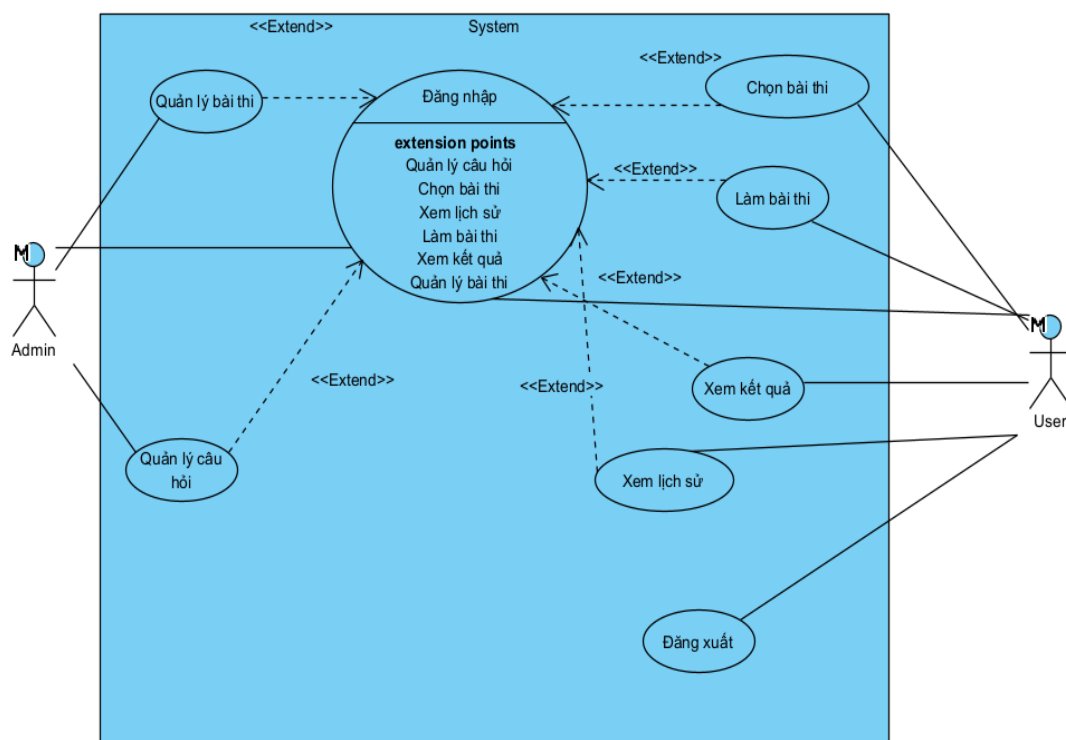 <<Extend>>
System
<<Extend>>
Quản lý bài thi
Đăng nhập
Chọn bài thi
extension points
Quản lý câu hỏi
Chọn bài thi
Xem lịch sử
Làm bài thi
Xem kết quả
Quản lý bài thi
<<Extend>>
Làm bài thi
M
Admin
<<Extend>>
M
User
<<Extend>>
<<Extend>>
Xem kết quả
Quản lý câu
hỏi
Xem lịch sử
Đăng xuất